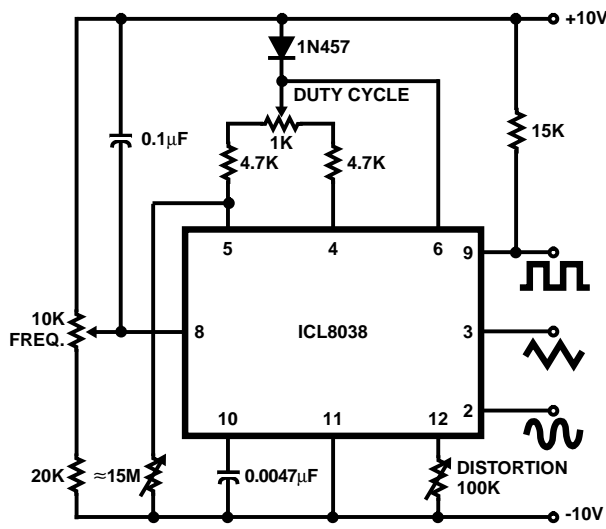 +10V
1N457
DUTY CYCLE
0.1μF
1K
15K
4.7K
4.7K
5
4
6
9
10K
FREQ.
8
ICL8038
3
2
10
11
12
20K
≈15M
0.0047μF
DISTORTION
100K
-10V